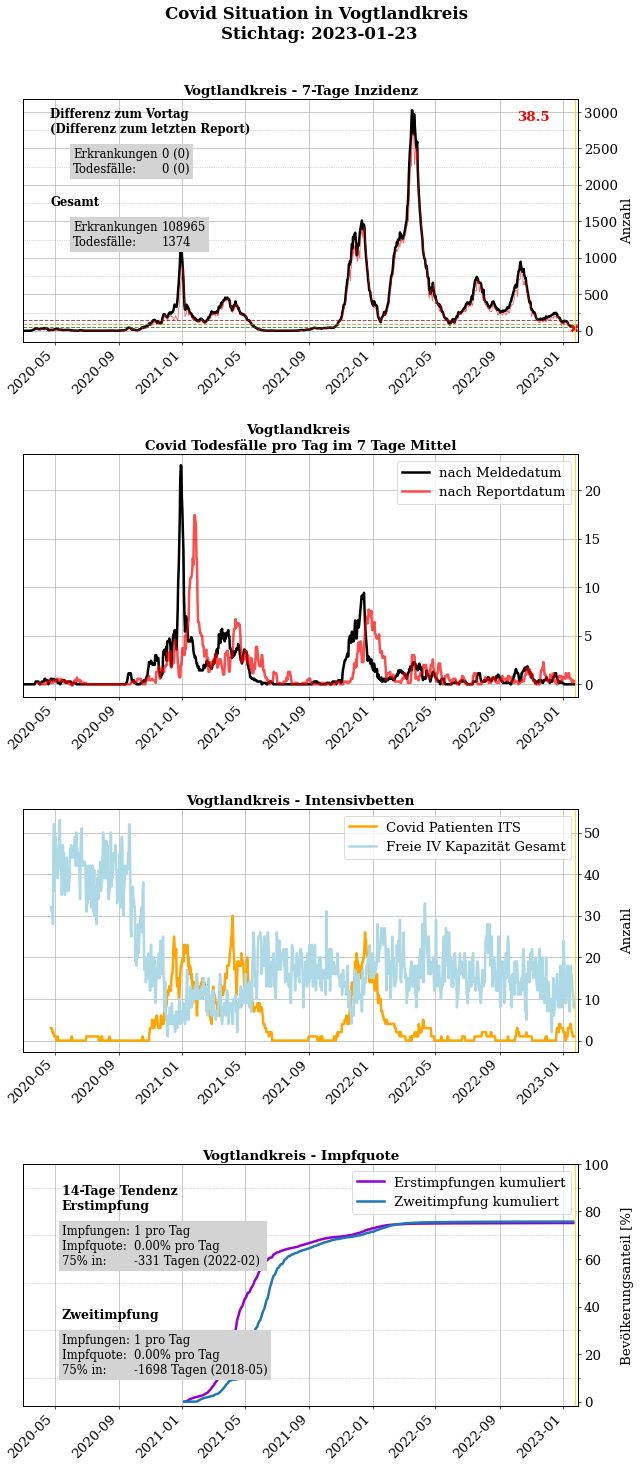 Covid Situation in Vogtlandkreis
Stichtag: 2023-01-23
Vogtlandkreis - 7-Tage Inzidenz
Differenz zum Vortag
(Differenz zum letzten Report)
Erkrankungen 0 (0)
Todesfälle: 0 (0)
Gesamt
Erkrankungen 108965
Todesfälle: 1374
38.5
3000
2500
2000
1500
1000
500
0
Anzahl
2020-05 2020-09 2021-01 2021-05 2021-09 2022-01 2022-05 2022-09 2023-01
Vogtlandkreis
Covid Todesfälle pro Tag im 7 Tage Mittel
nach Meldedatum
nach Reportdatum
20
15
10
5
0
2020-05 2020-09 2021-01 2021-05 2021-09 2022-01 2022-05 2022-09 2023-01
Vogtlandkreis - Intensivbetten
Covid Patienten ITS
Freie IV Kapazität Gesamt
50
40
30
20
10
0
Anzahl
2020-05 2020-09 2021-01 2021-05 2021-09 2022-01 2022-05 2022-09 2023-01
Vogtlandkreis - Impfquote
14-Tage Tendenz
Erstimpfung
Impfungen: 1 pro Tag
Impfquote: 0.00% pro Tag
75% in: -331 Tagen (2022-02)
Zweitimpfung
Impfungen: 1 pro Tag
Impfquote: 0.00% pro Tag
75% in: -1698 Tagen (2018-05)
Erstimpfungen kumuliert
Zweitimpfung kumuliert
100
80
60
40
20
0
Bevölkerungsanteil [%]
2020-05 2020-09 2021-01 2021-05 2021-09 2022-01 2022-05 2022-09 2023-01